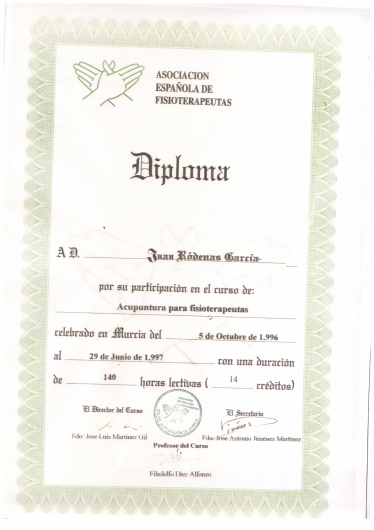 ASOCIACION
ESPAÑOLA DE
FISIOTERAPEUTAS
Diploma
A D. Juan Ródenas García
por su participación en el curso de:
Acupuntura para fisioterapeutas
celebrado en Murcia del 5 de Octubre de 1.996
al 29 de Junio de 1,997 con una duración
de 140 horas lectivas ( 14 créditos)
El Director del Curso El Secretario
Fdo: Jose Luis Martínez Gil Fdo: Jose Antonio Jiménez Martínez
Profesor del Curso
Filadelfo Díez Alfonso